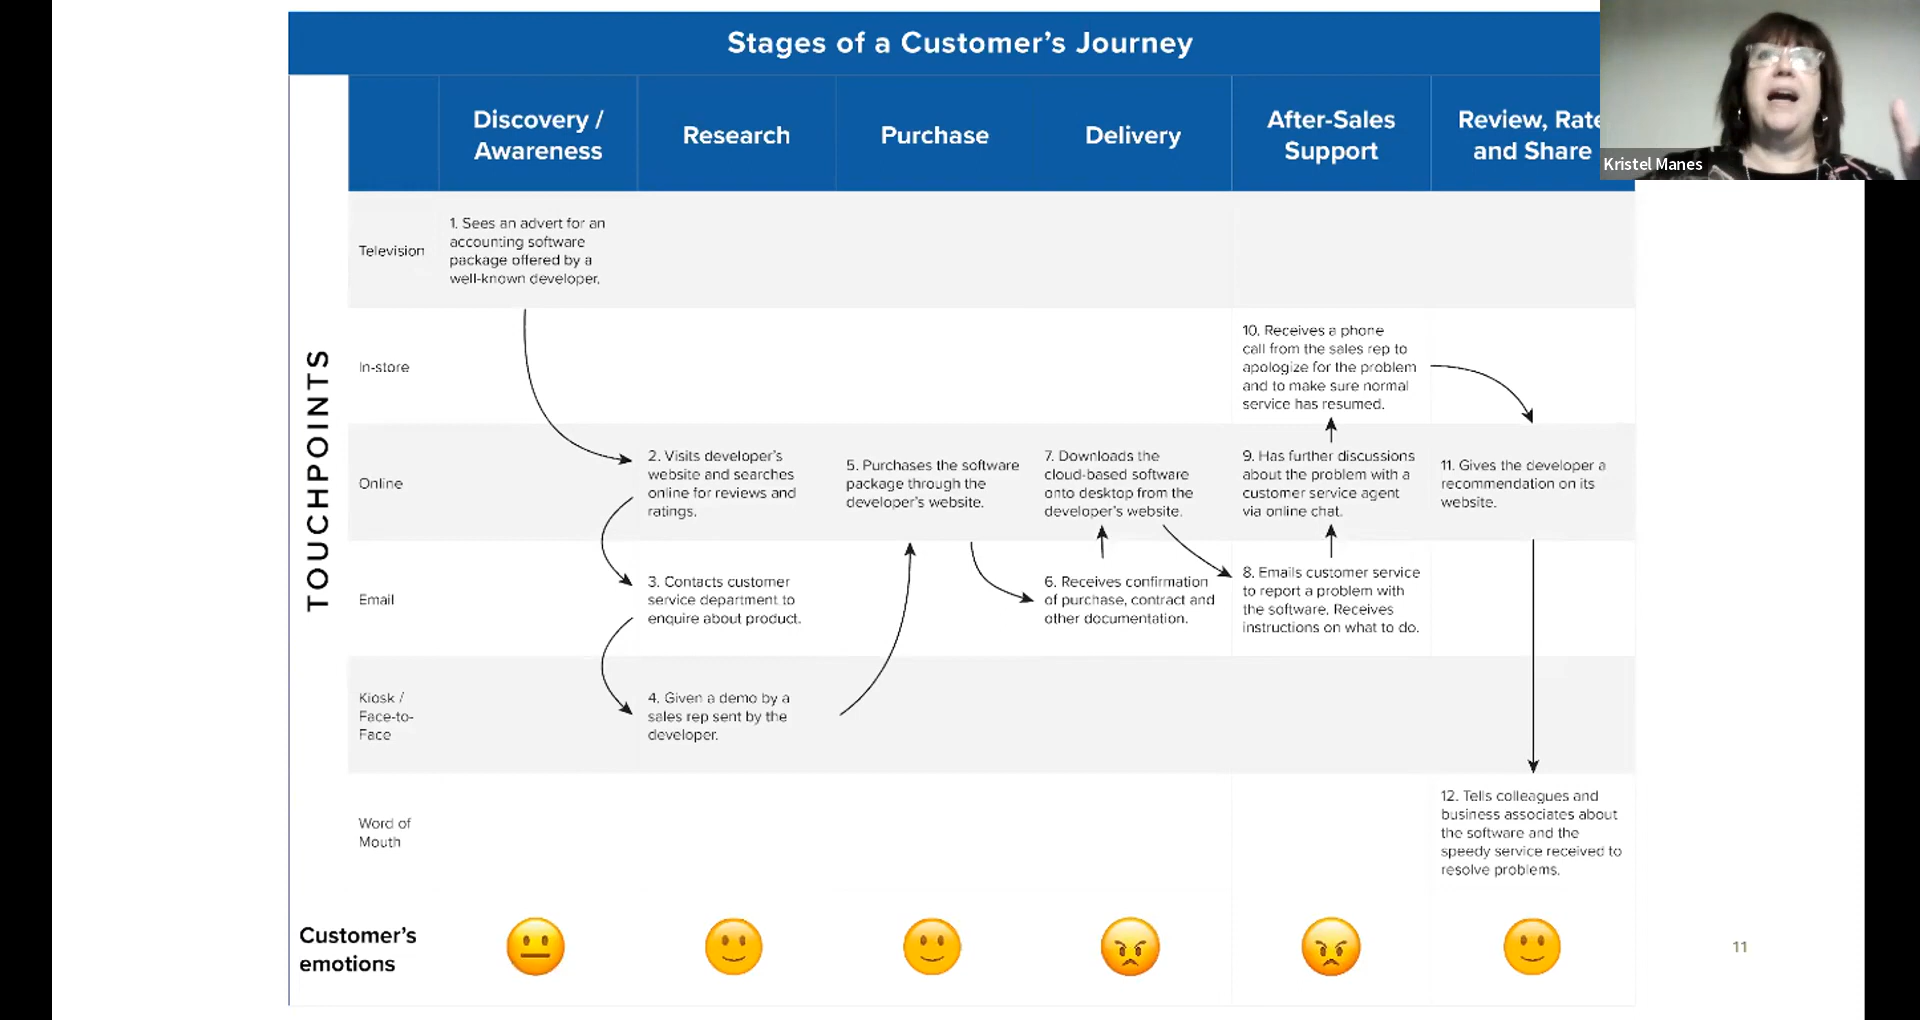 Stages of a Customer's Journey
Discovery /
Awareness
Research
Purchase
Delivery
After-Sales
Support
Review, Rate
and Share
Kristel Manes
TOUCHPOINTS
Television
1. Sees an advert for an
accounting software
package offered by a
well-known developer.
In-store
10. Receives a phone
call from the sales rep to
apologize for the problem
and to make sure normal
service has resumed.
Online
2. Visits developer's
website and searches
online for reviews and
ratings.
5. Purchases the software
package through the
developer's website.
7. Downloads the
cloud-based software
onto desktop from the
developer's website.
9. Has further discussions
about the problem with a
customer service agent
via online chat.
11. Gives the developer a
recommendation on its
website.
Email
3. Contacts customer
service department to
enquire about product.
6. Receives confirmation
of purchase, contract and
other documentation.
8. Emails customer service
to report a problem with
the software. Receives
instructions on what to do.
Kiosk /
Face-to-
Face
4. Given a demo by a
sales rep sent by the
developer.
Word of
Mouth
12. Tells colleagues and
business associates about
the software and the
speedy service received to
resolve problems.
Customer's
emotions
11